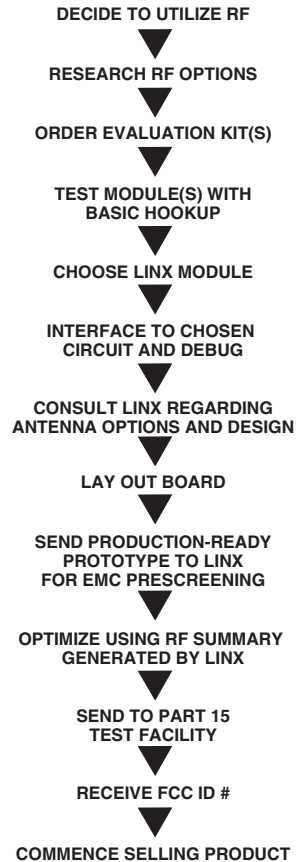 DECIDE TO UTILIZE RF
RESEARCH RF OPTIONS
ORDER EVALUATION KIT(S)
TEST MODULE(S) WITH
BASIC HOOKUP
CHOOSE LINX MODULE
INTERFACE TO CHOSEN
CIRCUIT AND DEBUG
CONSULT LINX REGARDING
ANTENNA OPTIONS AND DESIGN
LAY OUT BOARD
SEND PRODUCTION-READY
PROTOTYPE TO LINX
FOR EMC PRESCREENING
OPTIMIZE USING RF SUMMARY
GENERATED BY LINX
SEND TO PART 15
TEST FACILITY
RECEIVE FCC ID #
COMMENCE SELLING PRODUCT